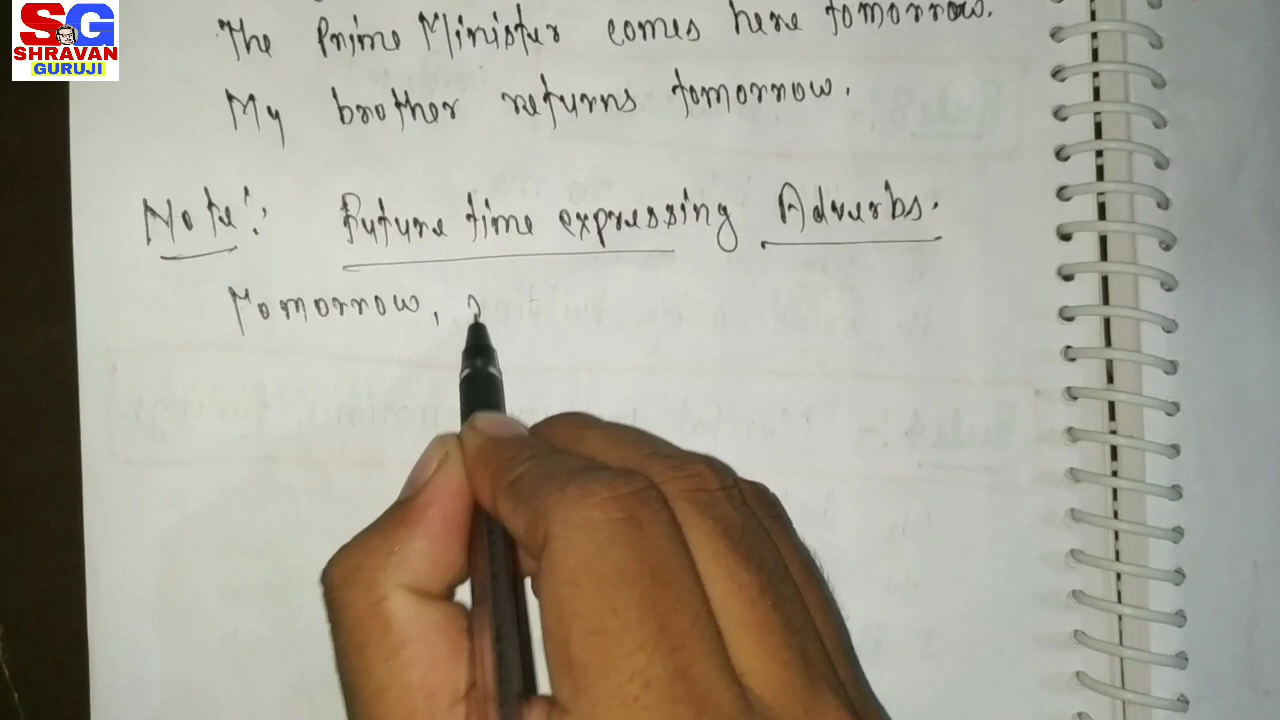 SG
SHRAVAN
GURUJI
The Prime Minister comes here tomorrow.
My brother returns tomorrow.
Note: Future time expressing Adverbs.
Tomorrow,